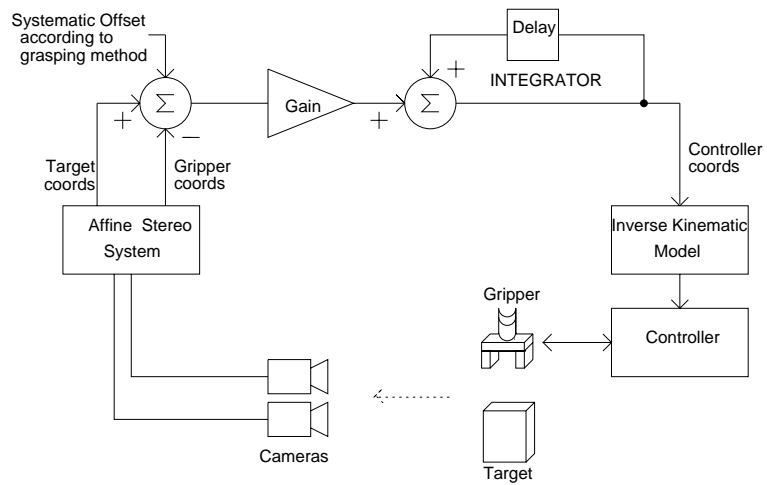 Systematic Offset
according to
grasping method
Delay
+
INTEGRATOR
Σ
Gain
Σ
+
+
−
Target
coords
Gripper
coords
Controller
coords
Affine Stereo
System
Inverse Kinematic
Model
Gripper
Controller
Cameras
Target